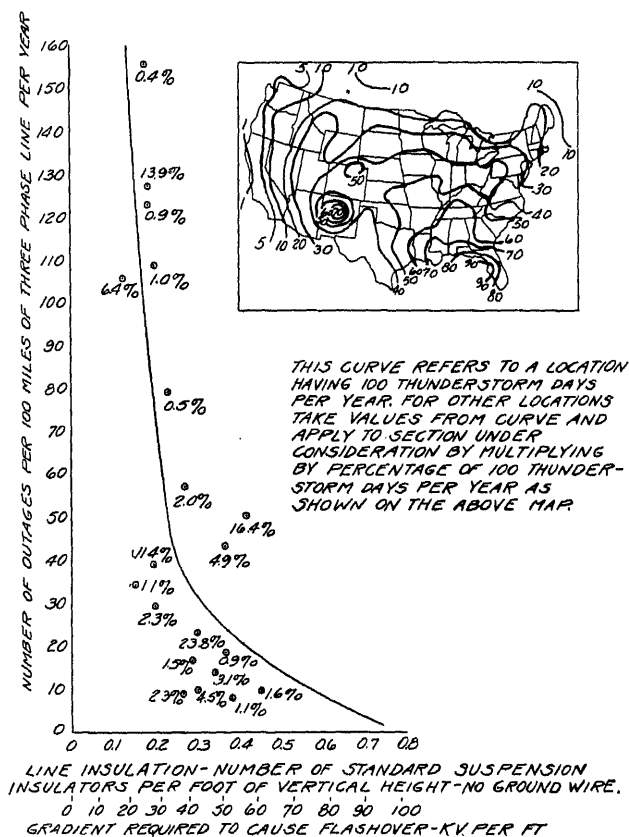 NUMBER OF OUTAGES PER 100 MILES OF THREE PHASE LINE PER YEAR
160
150
140
130
120
110
100
90
80
70
60
50
40
30
20
10
0
0.4%
13.9%
0.9%
1.0%
6.4%
0.5%
2.0%
16.4%
4.9%
1.1%
2.3%
23.8%
0.9%
3.1%
2.3%
4.5%
1.1%
1.6%
5 10 10 10
10
20
10
50
30
40
30
5 10 20 30
60
70
40 50 60 70 80 90 90 80
THIS CURVE REFERS TO A LOCATION
HAVING 100 THUNDERSTORM DAYS
PER YEAR. FOR OTHER LOCATIONS
TAKE VALUES FROM CURVE AND
APPLY TO SECTION UNDER
CONSIDERATION BY MULTIPLYING
BY PERCENTAGE OF 100 THUNDER-
STORM DAYS PER YEAR AS
SHOWN ON THE ABOVE MAP.
0 0.1 0.2 0.3 0.4 0.5 0.6 0.7 0.8
LINE INSULATION-NUMBER OF STANDARD SUSPENSION
INSULATORS PER FOOT OF VERTICAL HEIGHT-NO GROUND WIRE.
0 10 20 30 40 50 60 70 80 100
GRADIENT REQUIRED TO CAUSE FLASHOVER-KV. PER FT